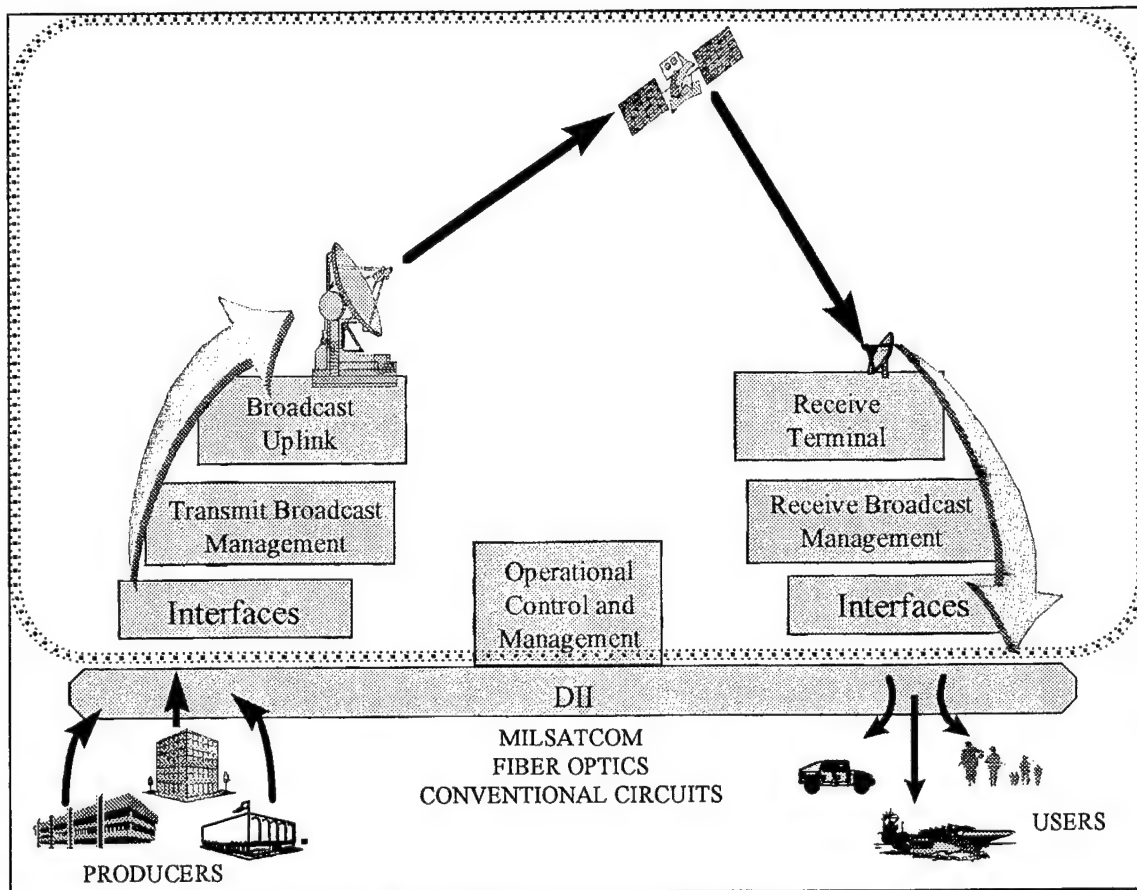 Broadcast
Uplink
Transmit Broadcast
Management
Interfaces
Operational
Control and
Management
Receive
Terminal
Receive Broadcast
Management
Interfaces
DII
MILSATCOM
FIBER OPTICS
CONVENTIONAL CIRCUITS
PRODUCERS
USERS